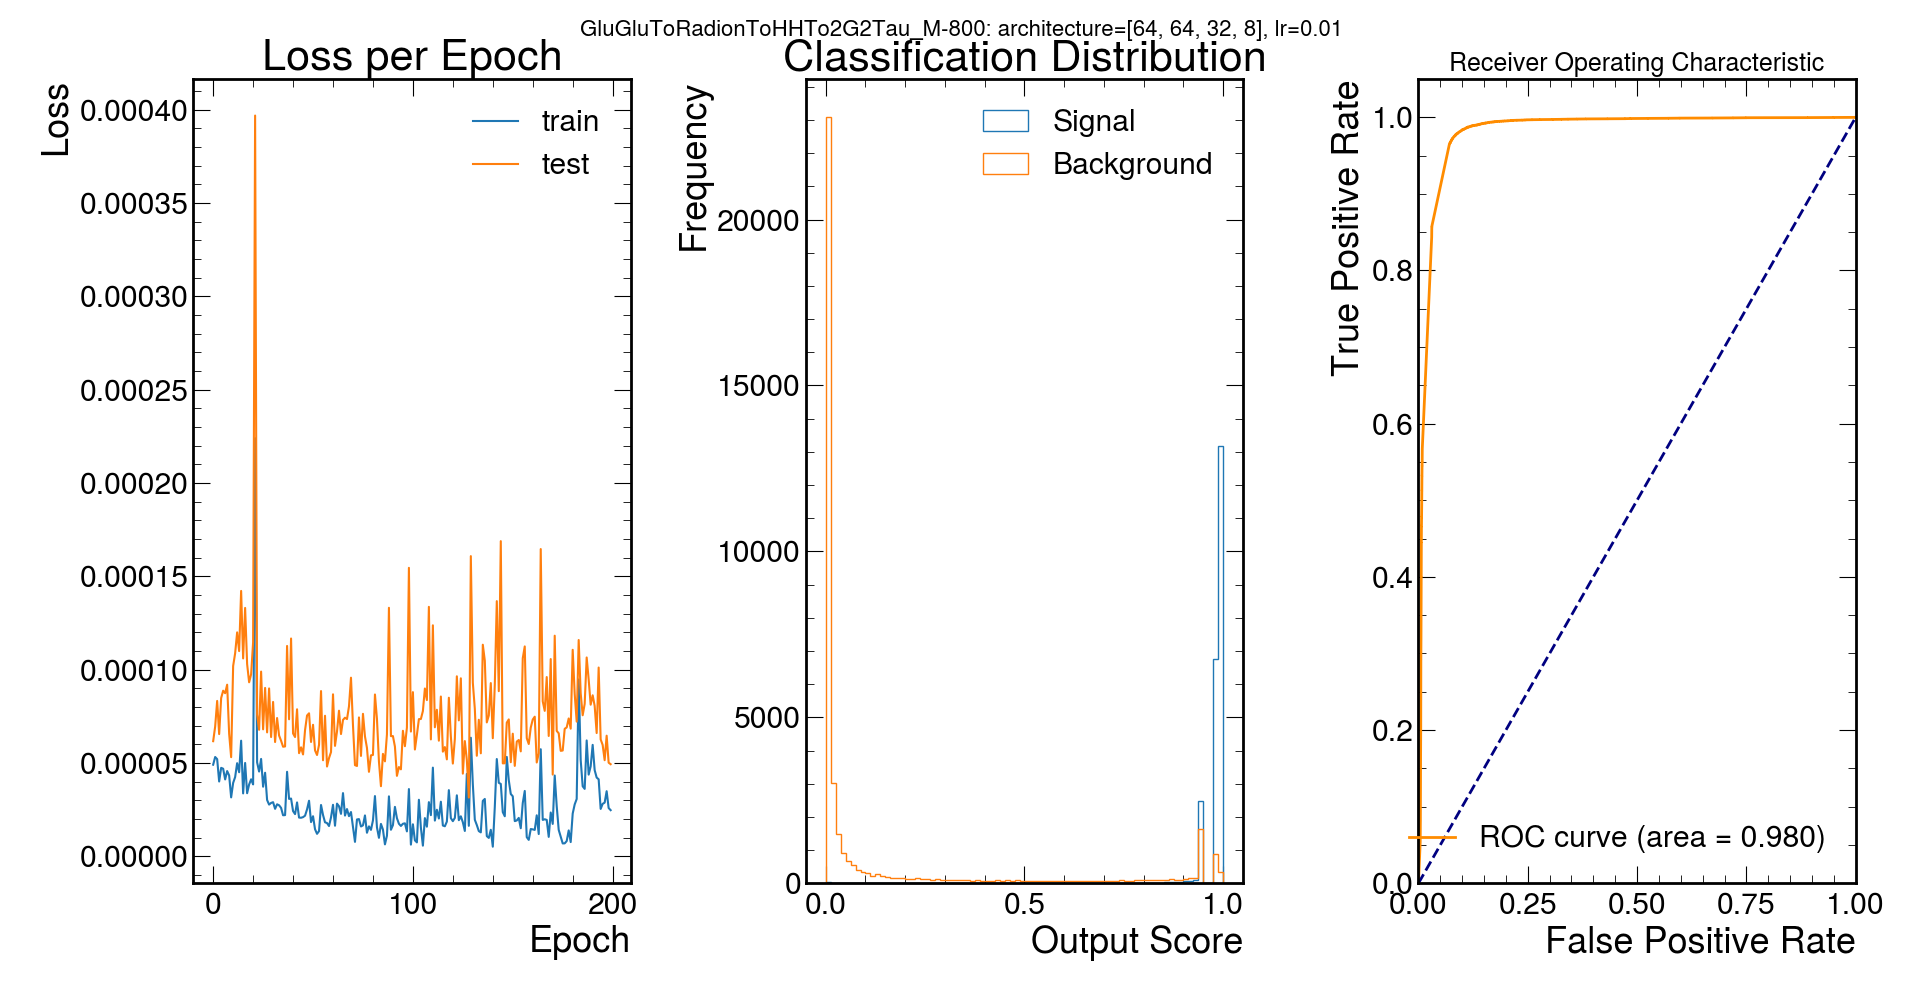 GluGluToRadionToHHTo2G2Tau_M-800: architecture=[64, 64, 32, 8], lr=0.01
Loss per Epoch
Loss
0.00040
0.00035
0.00030
0.00025
0.00020
0.00015
0.00010
0.00005
0.00000
train
test
0 100 200
Epoch
Classification Distribution
Frequency
20000
15000
10000
5000
0
Signal
Background
0.0 0.5 1.0
Output Score
Receiver Operating Characteristic
True Positive Rate
1.0
0.8
0.6
0.4
0.2
0.0
ROC curve (area = 0.980)
0.00 0.25 0.50 0.75 1.00
False Positive Rate